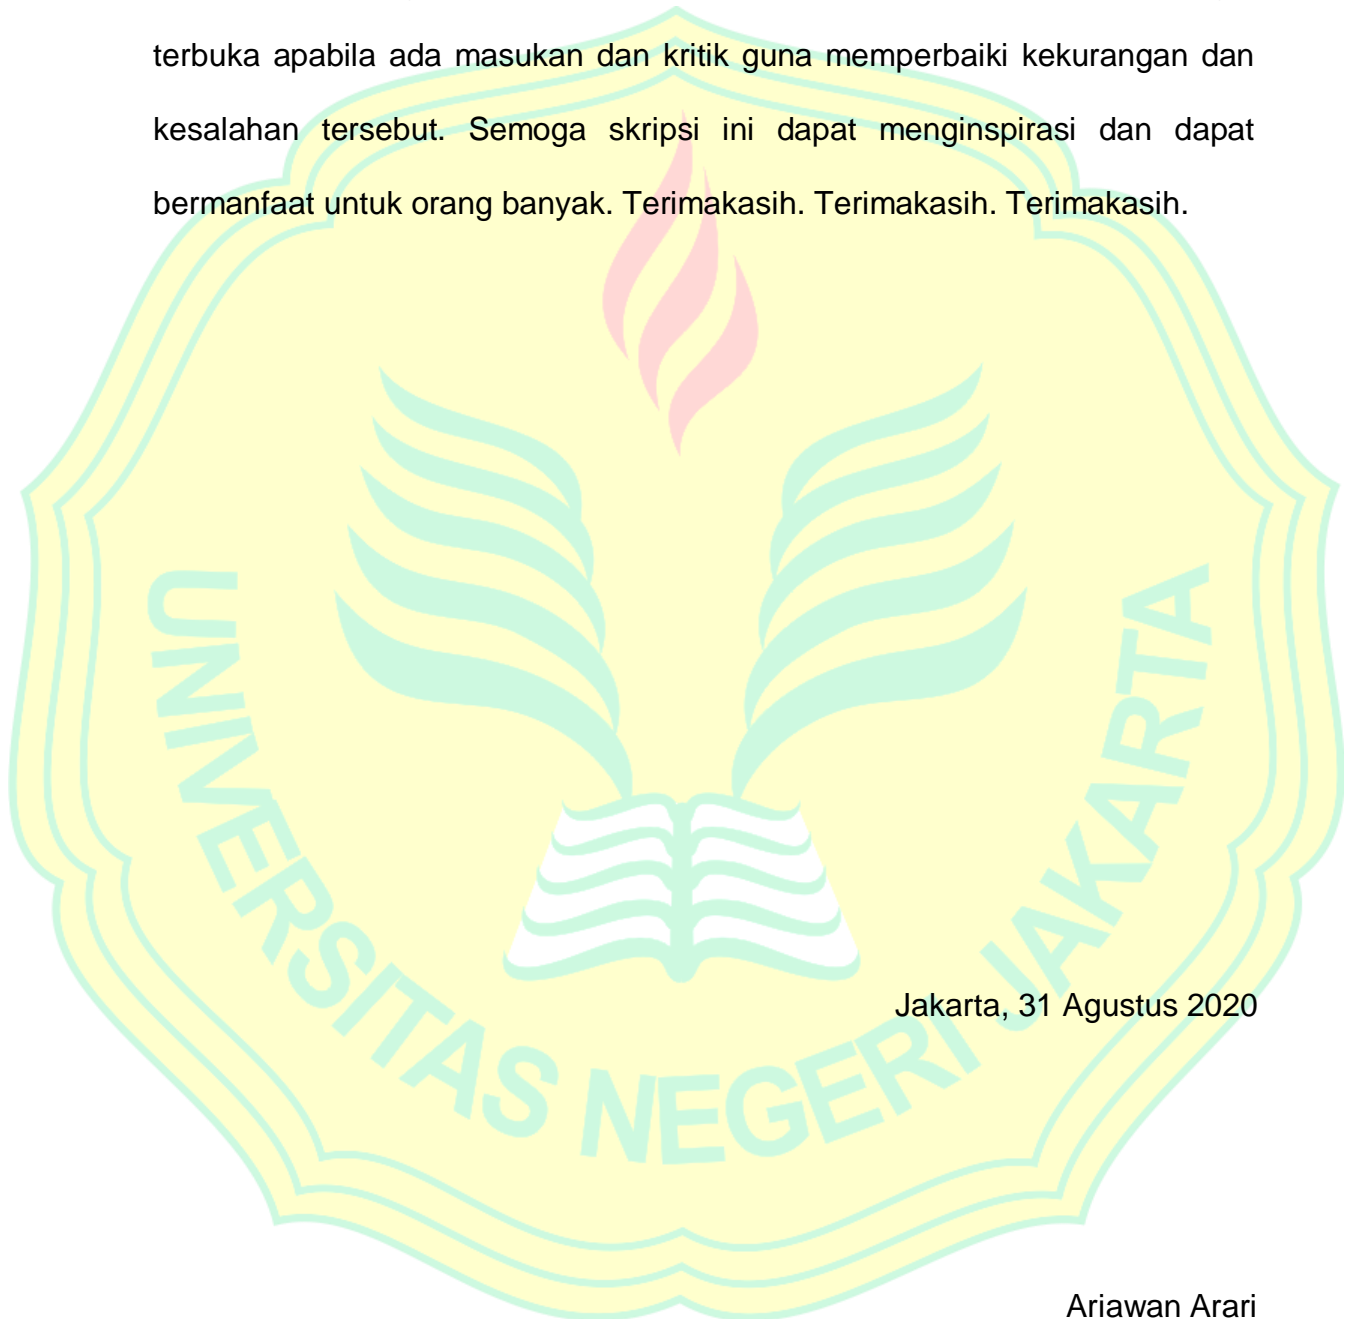 terbuka apabila ada masukan dan kritik guna memperbaiki kekurangan dan
kesalahan tersebut. Semoga skripsi ini dapat menginspirasi dan dapat
bermanfaat untuk orang banyak. Terimakasih. Terimakasih. Terimakasih.
UNIVERSITAS NEGERI JAKARTA
Jakarta, 31 Agustus 2020
Ariawan Arari